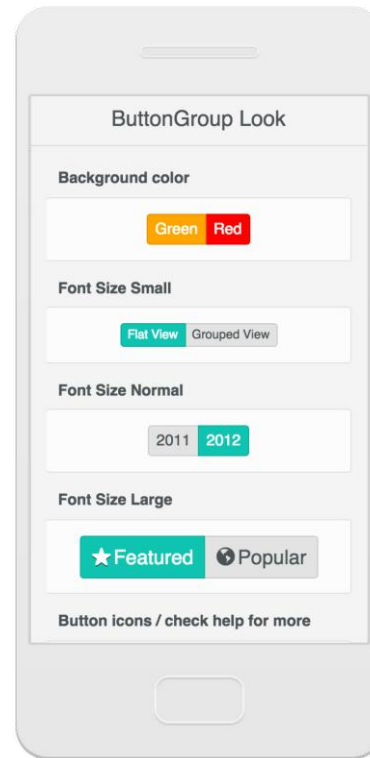 ButtonGroup Look
Background color
Green Red
Font Size Small
Flat View Grouped View
Font Size Normal
2011 2012
Font Size Large
Featured Popular
Button icons / check help for more